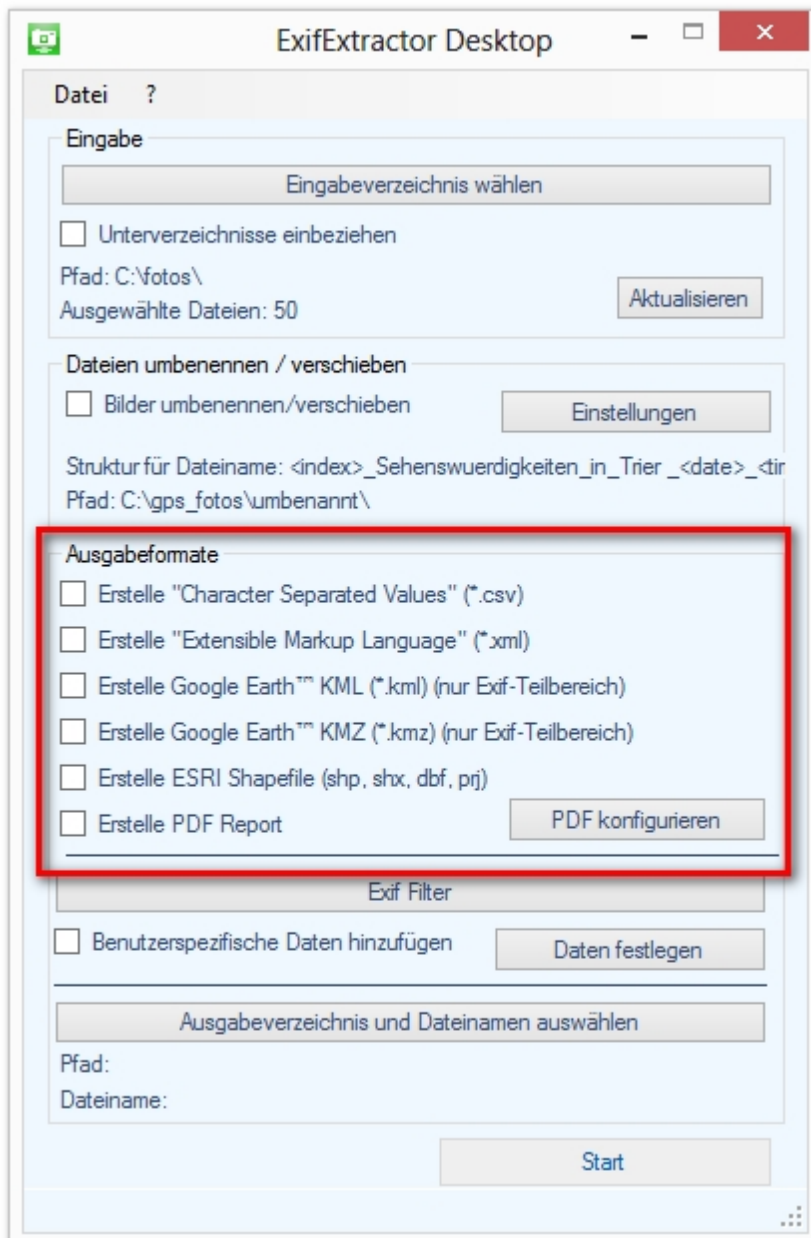 ExifExtractor Desktop
Datei ?
Eingabe
Eingabeverzeichnis wählen
Unterverzeichnisse einbeziehen
Pfad: C:\fotos\
Ausgewählte Dateien: 50
Aktualisieren
Dateien umbenennen / verschieben
Bilder umbenennen/verschieben
Einstellungen
Struktur für Dateiname: <index>_Sehenswuerdigkeiten_in_Trier _<date>_<tir
Pfad: C:\gps_fotos\umbenannt\
Ausgabeformate
Erstelle "Character Separated Values" (*.csv)
Erstelle "Extensible Markup Language" (*.xml)
Erstelle Google Earth™ KML (*.kml) (nur Exif-Teilbereich)
Erstelle Google Earth™ KMZ (*.kmz) (nur Exif-Teilbereich)
Erstelle ESRI Shapefile (shp, shx, dbf, prj)
Erstelle PDF Report
PDF konfigurieren
Exif Filter
Benutzerspezifische Daten hinzufügen
Daten festlegen
Ausgabeverzeichnis und Dateinamen auswählen
Pfad:
Dateiname:
Start